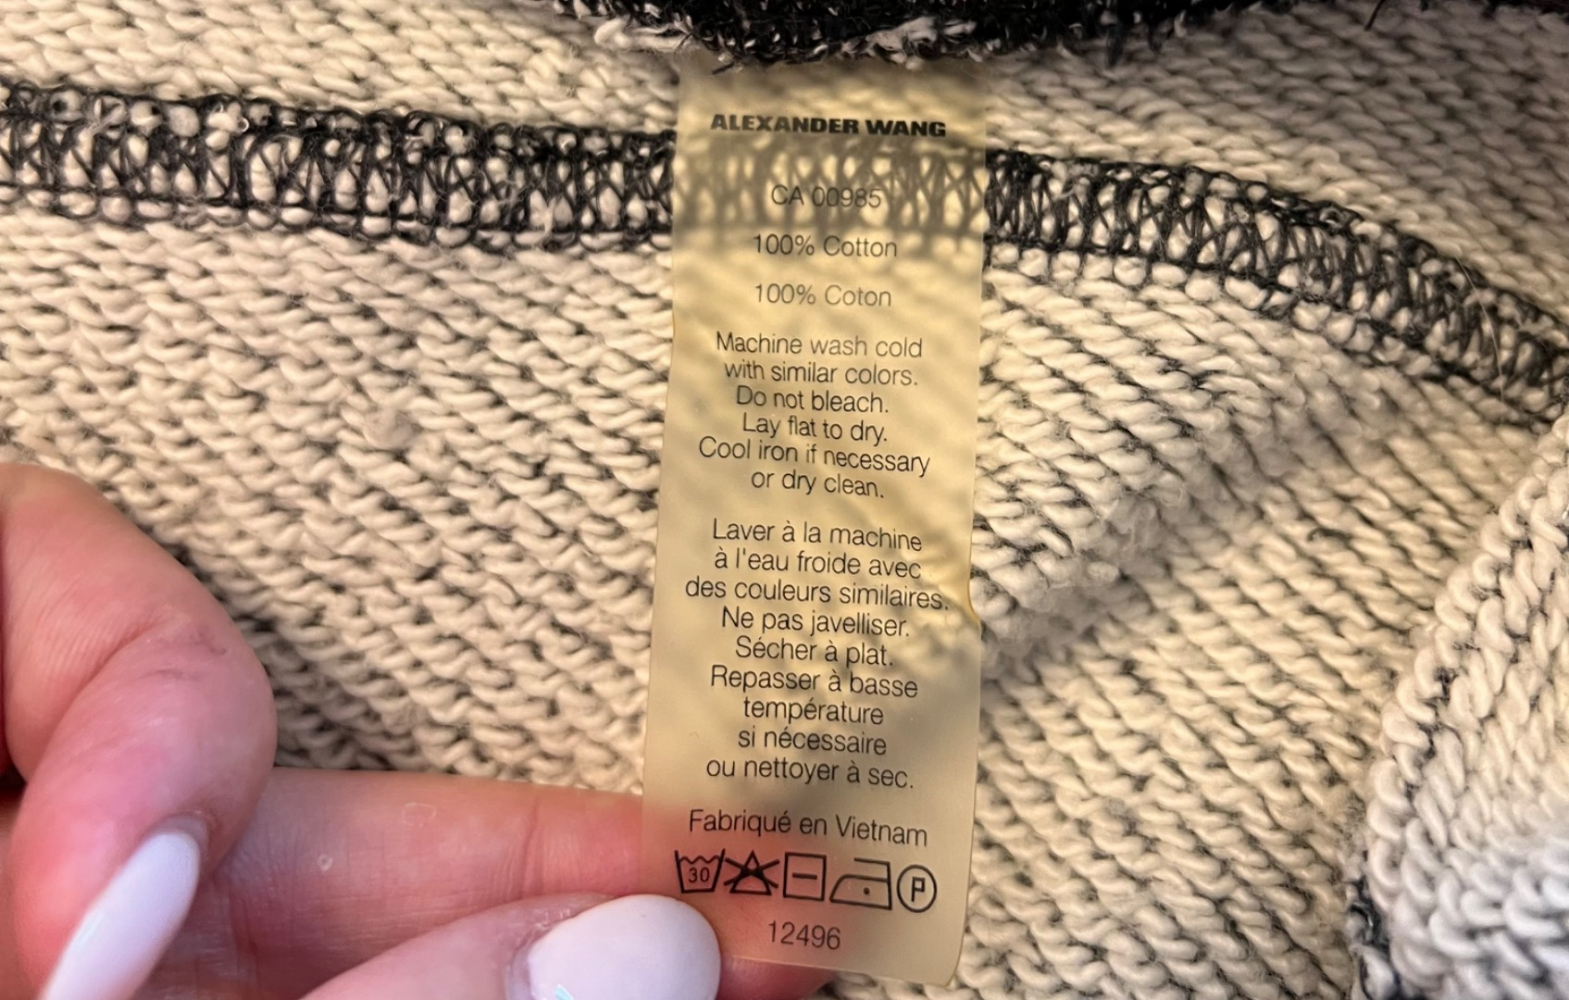 ALEXANDER WANG
CA 00985
100% Cotton
100% Coton
Machine wash cold
with similar colors.
Do not bleach.
Lay flat to dry.
Cool iron if necessary
or dry clean.
Laver à la machine
à l'eau froide avec
des couleurs similaires.
Ne pas javelliser.
Sécher à plat.
Repasser à basse
température
si nécessaire
ou nettoyer à sec.
Fabriqué en Vietnam
30 P
12496